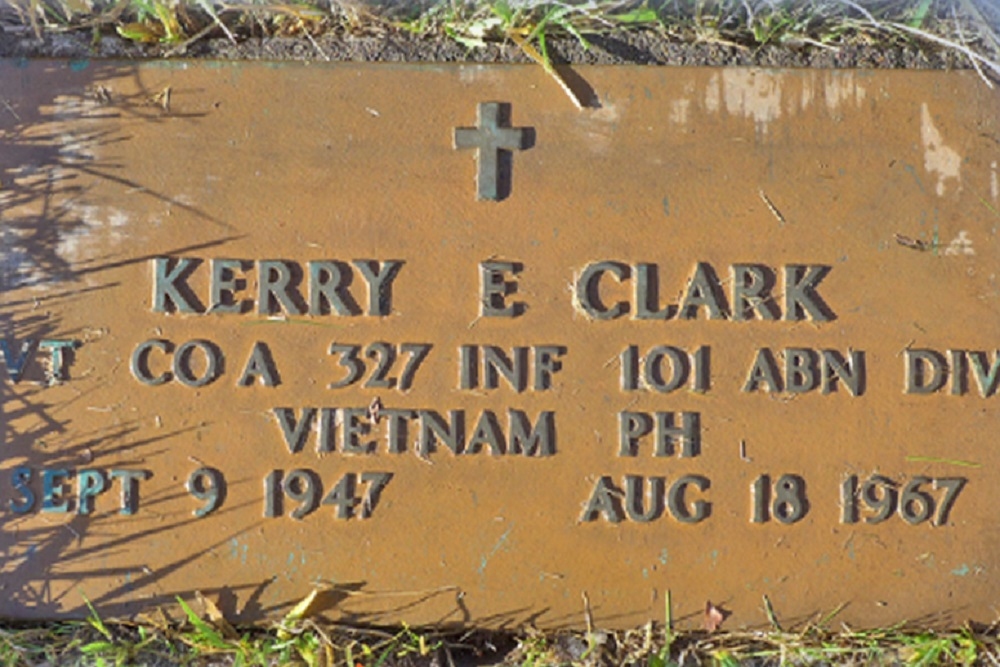 KERRY E CLARK
VT CO A 327 INF 101 ABN DIV
VIETNAM PH
SEPT 9 1947 AUG 18 1967